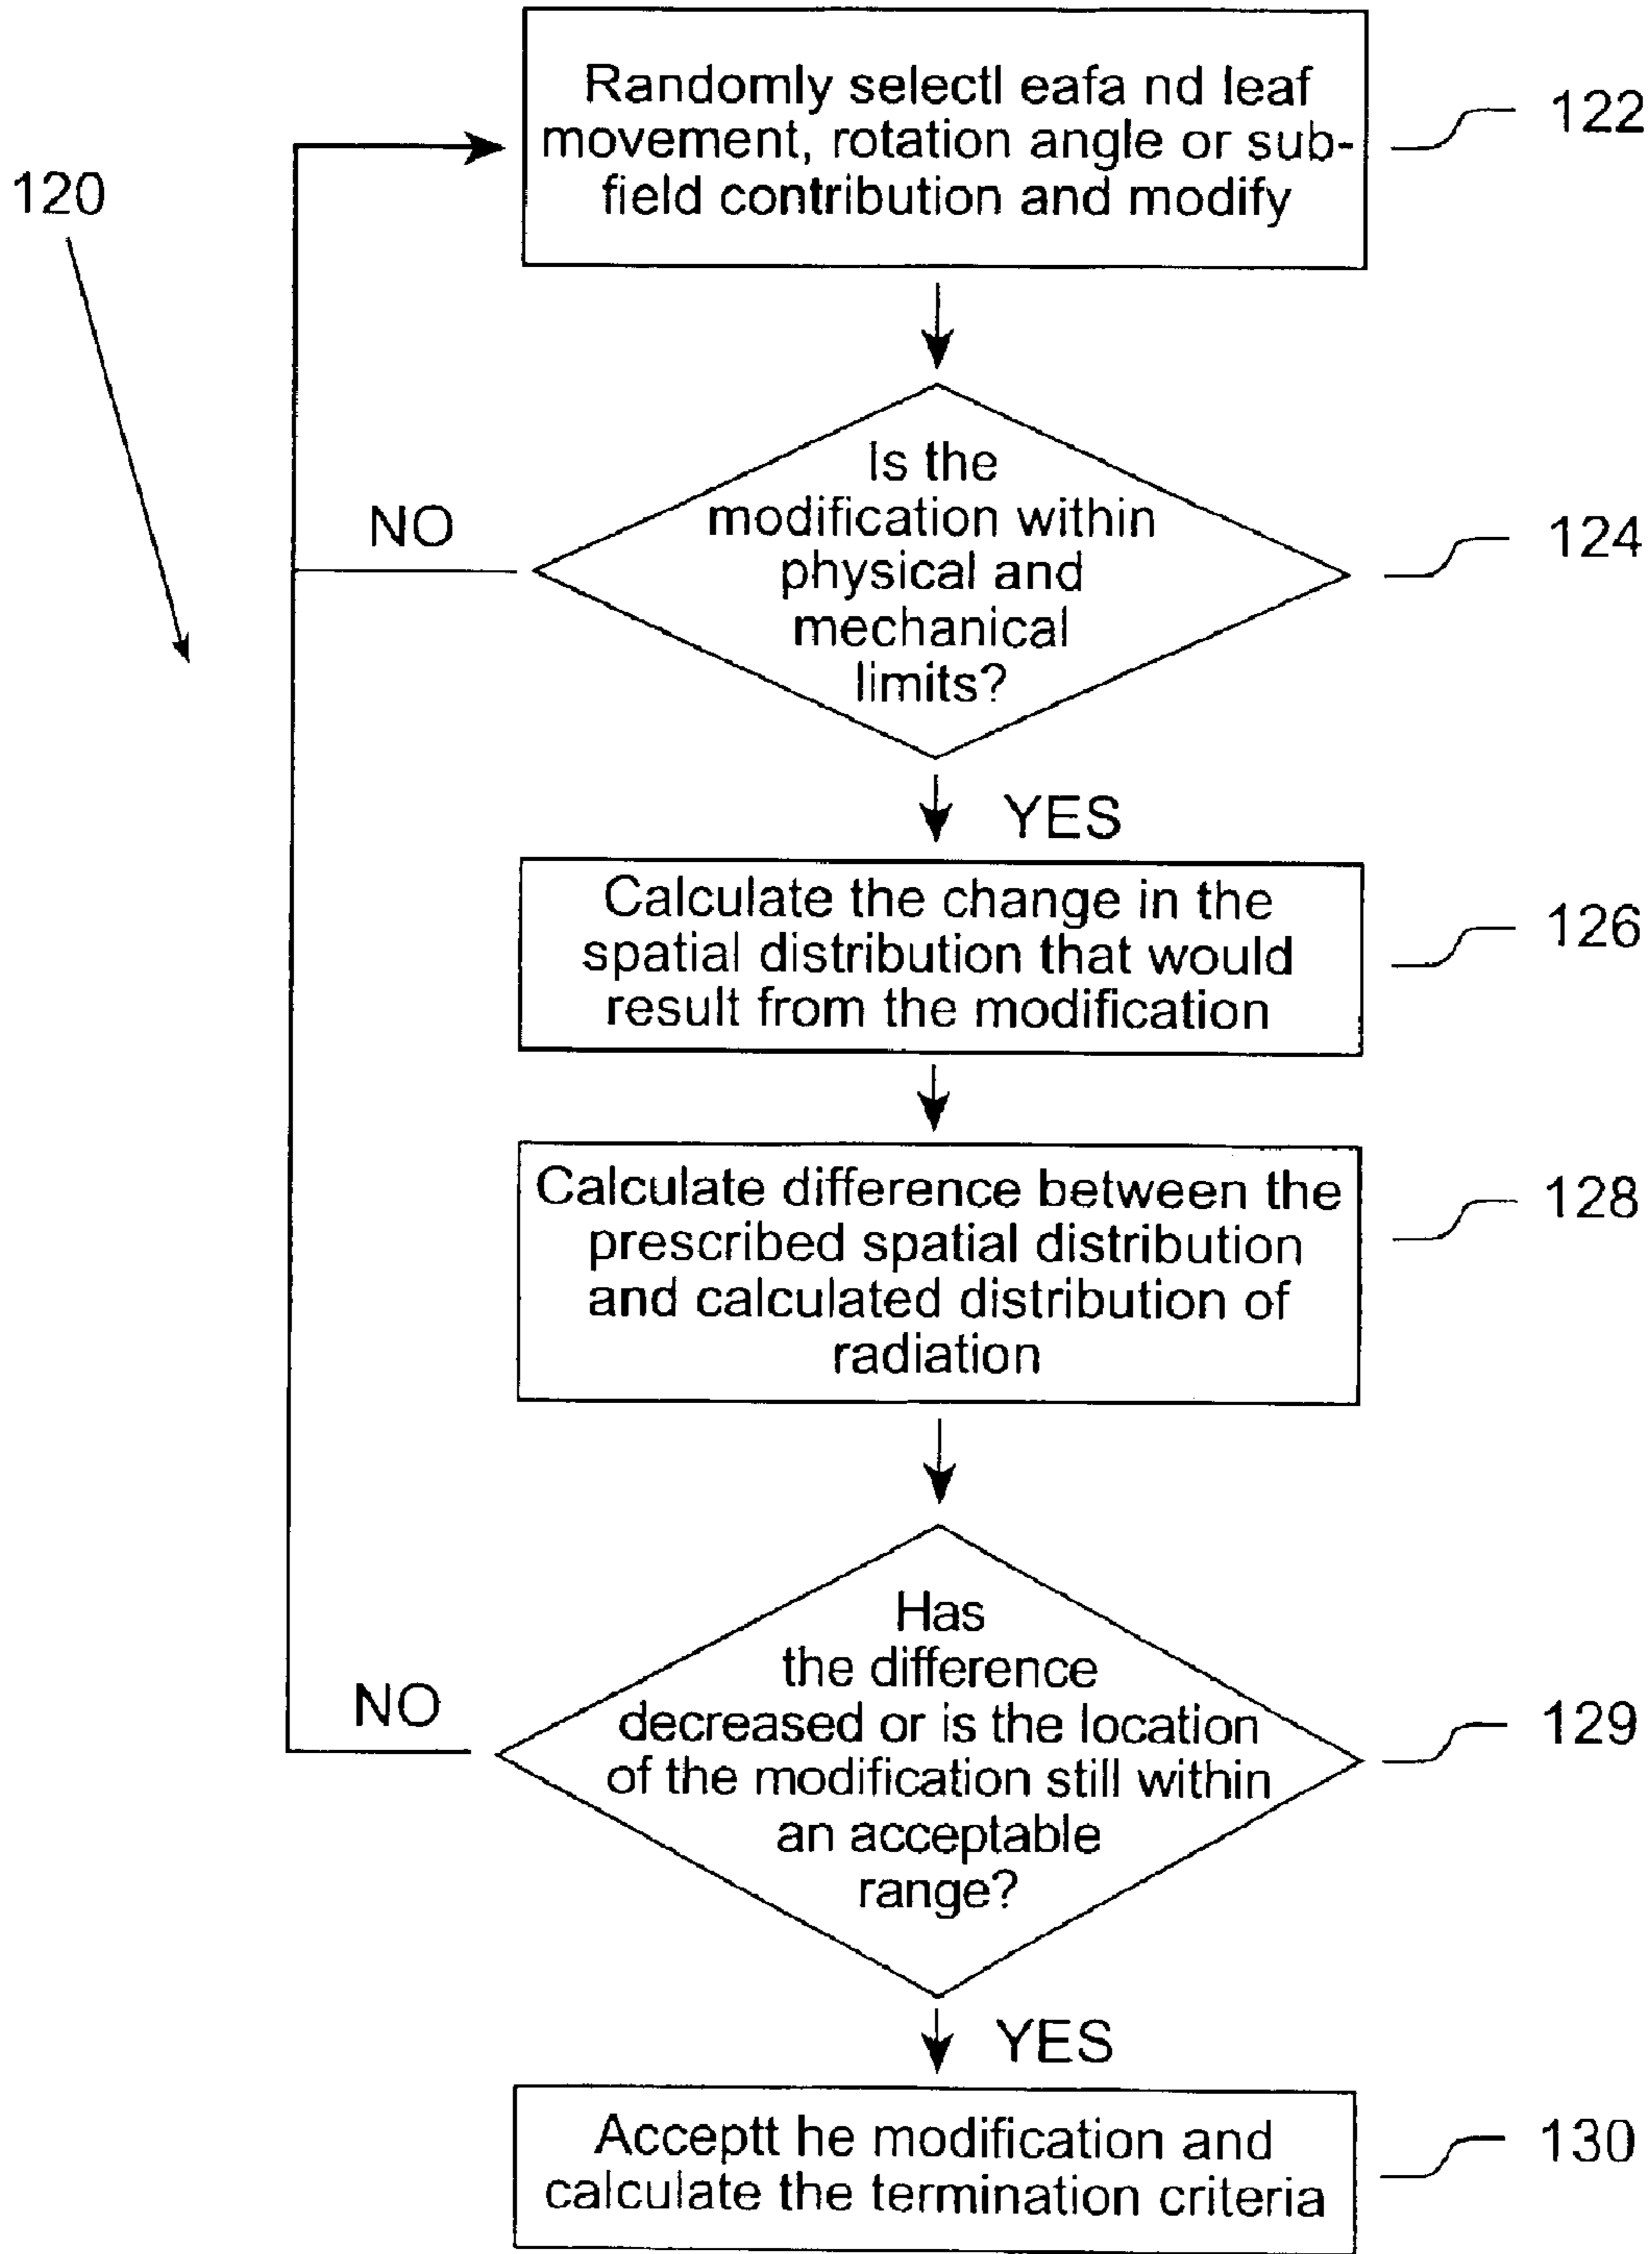 120
Randomly selectl eafa nd leaf
movement, rotation angle or sub-
field contribution and modify
122
Is the
modification within
physical and
mechanical
limits?
124
NO
YES
Calculate the change in the
spatial distribution that would
result from the modification
126
Calculate difference between the
prescribed spatial distribution
and calculated distribution of
radiation
128
Has
the difference
decreased or is the location
of the modification still within
an acceptable
range?
129
NO
YES
Acceptt he modification and
calculate the termination criteria
130